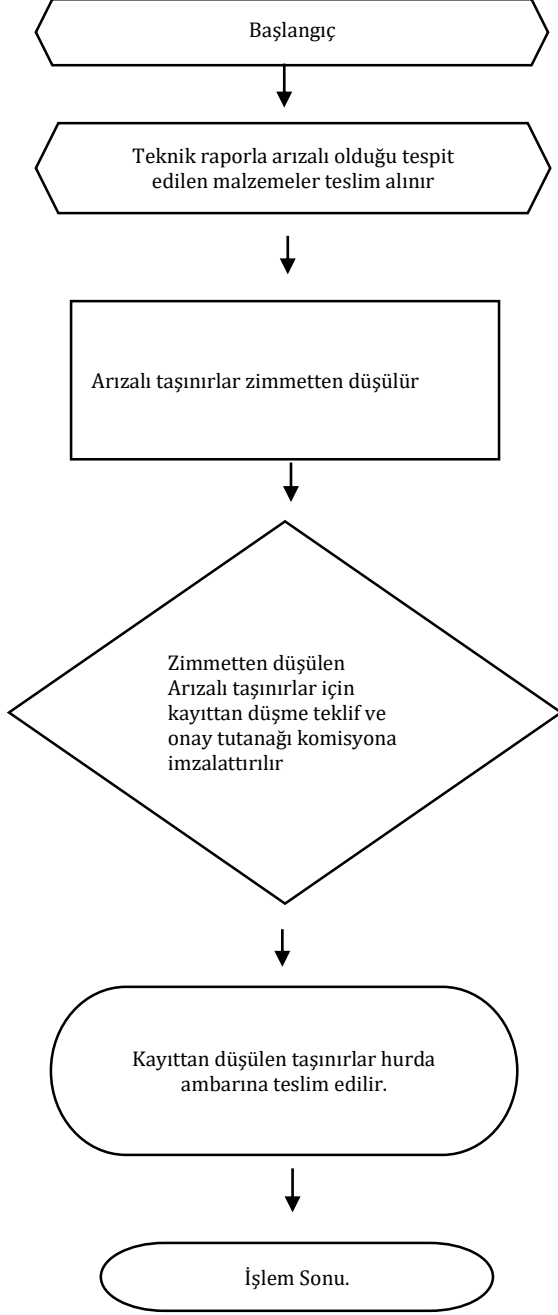 Başlangıç
Teknik raporla arızalı olduğu tespit
edilen malzemeler teslim alınır
Arızalı taşınırlar zimmetten düşülür
Zimmetten düşülen
Arızalı taşınırlar için
kayıttan düşme teklif ve
onay tutanağı komisyona
imzalattırılır
Kayıttan düşülen taşınırlar hurda
ambarına teslim edilir.
İşlem Sonu.